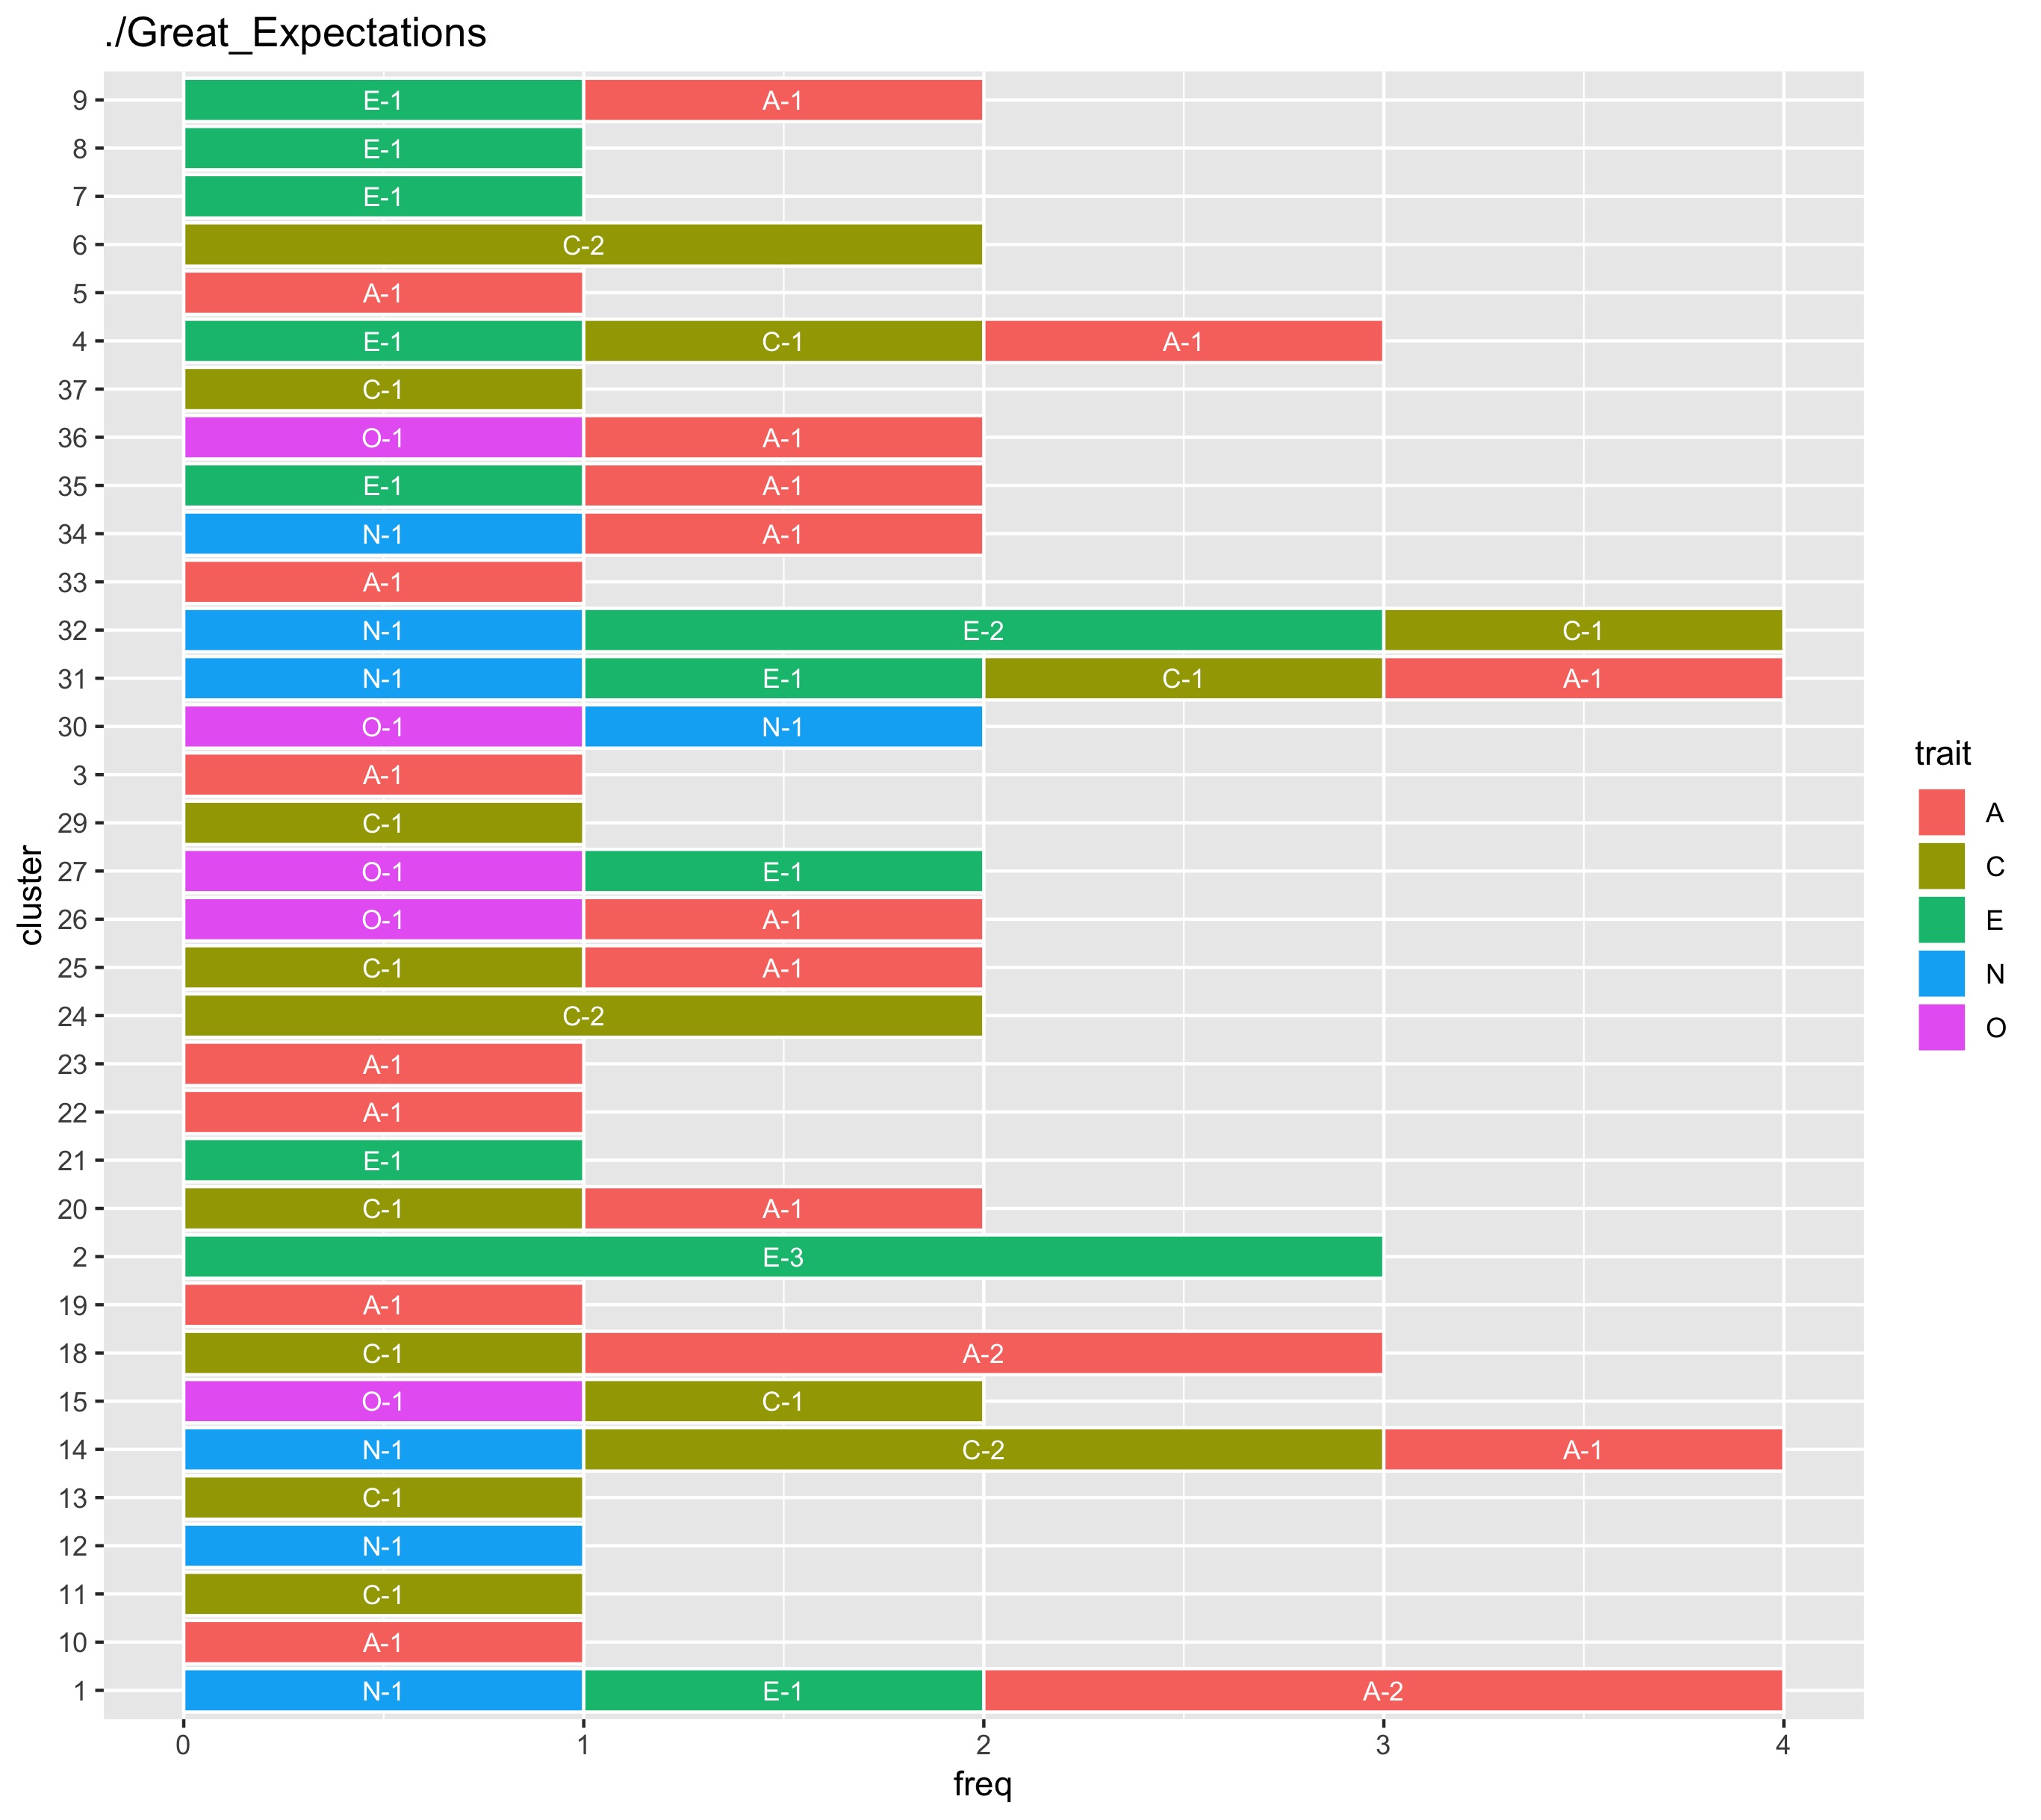 ./Great_Expectations
9 E-1 A-1
8 E-1
7 E-1
6 C-2
5 A-1
4 E-1 C-1 A-1
37 C-1
36 O-1 A-1
35 E-1 A-1
34 N-1 A-1
33 A-1
32 N-1 E-2 C-1
31 N-1 E-1 C-1 A-1
30 O-1 N-1
3 A-1
29 C-1
27 O-1 E-1
26 O-1 A-1
25 C-1 A-1
24 C-2
23 A-1
22 A-1
21 E-1
20 C-1 A-1
2 E-3
19 A-1
18 C-1 A-2
15 O-1 C-1
14 N-1 C-2 A-1
13 C-1
12 N-1
11 C-1
10 A-1
1 N-1 E-1 A-2
0 1 2 3 4
freq
cluster
trait
A
C
E
N
O